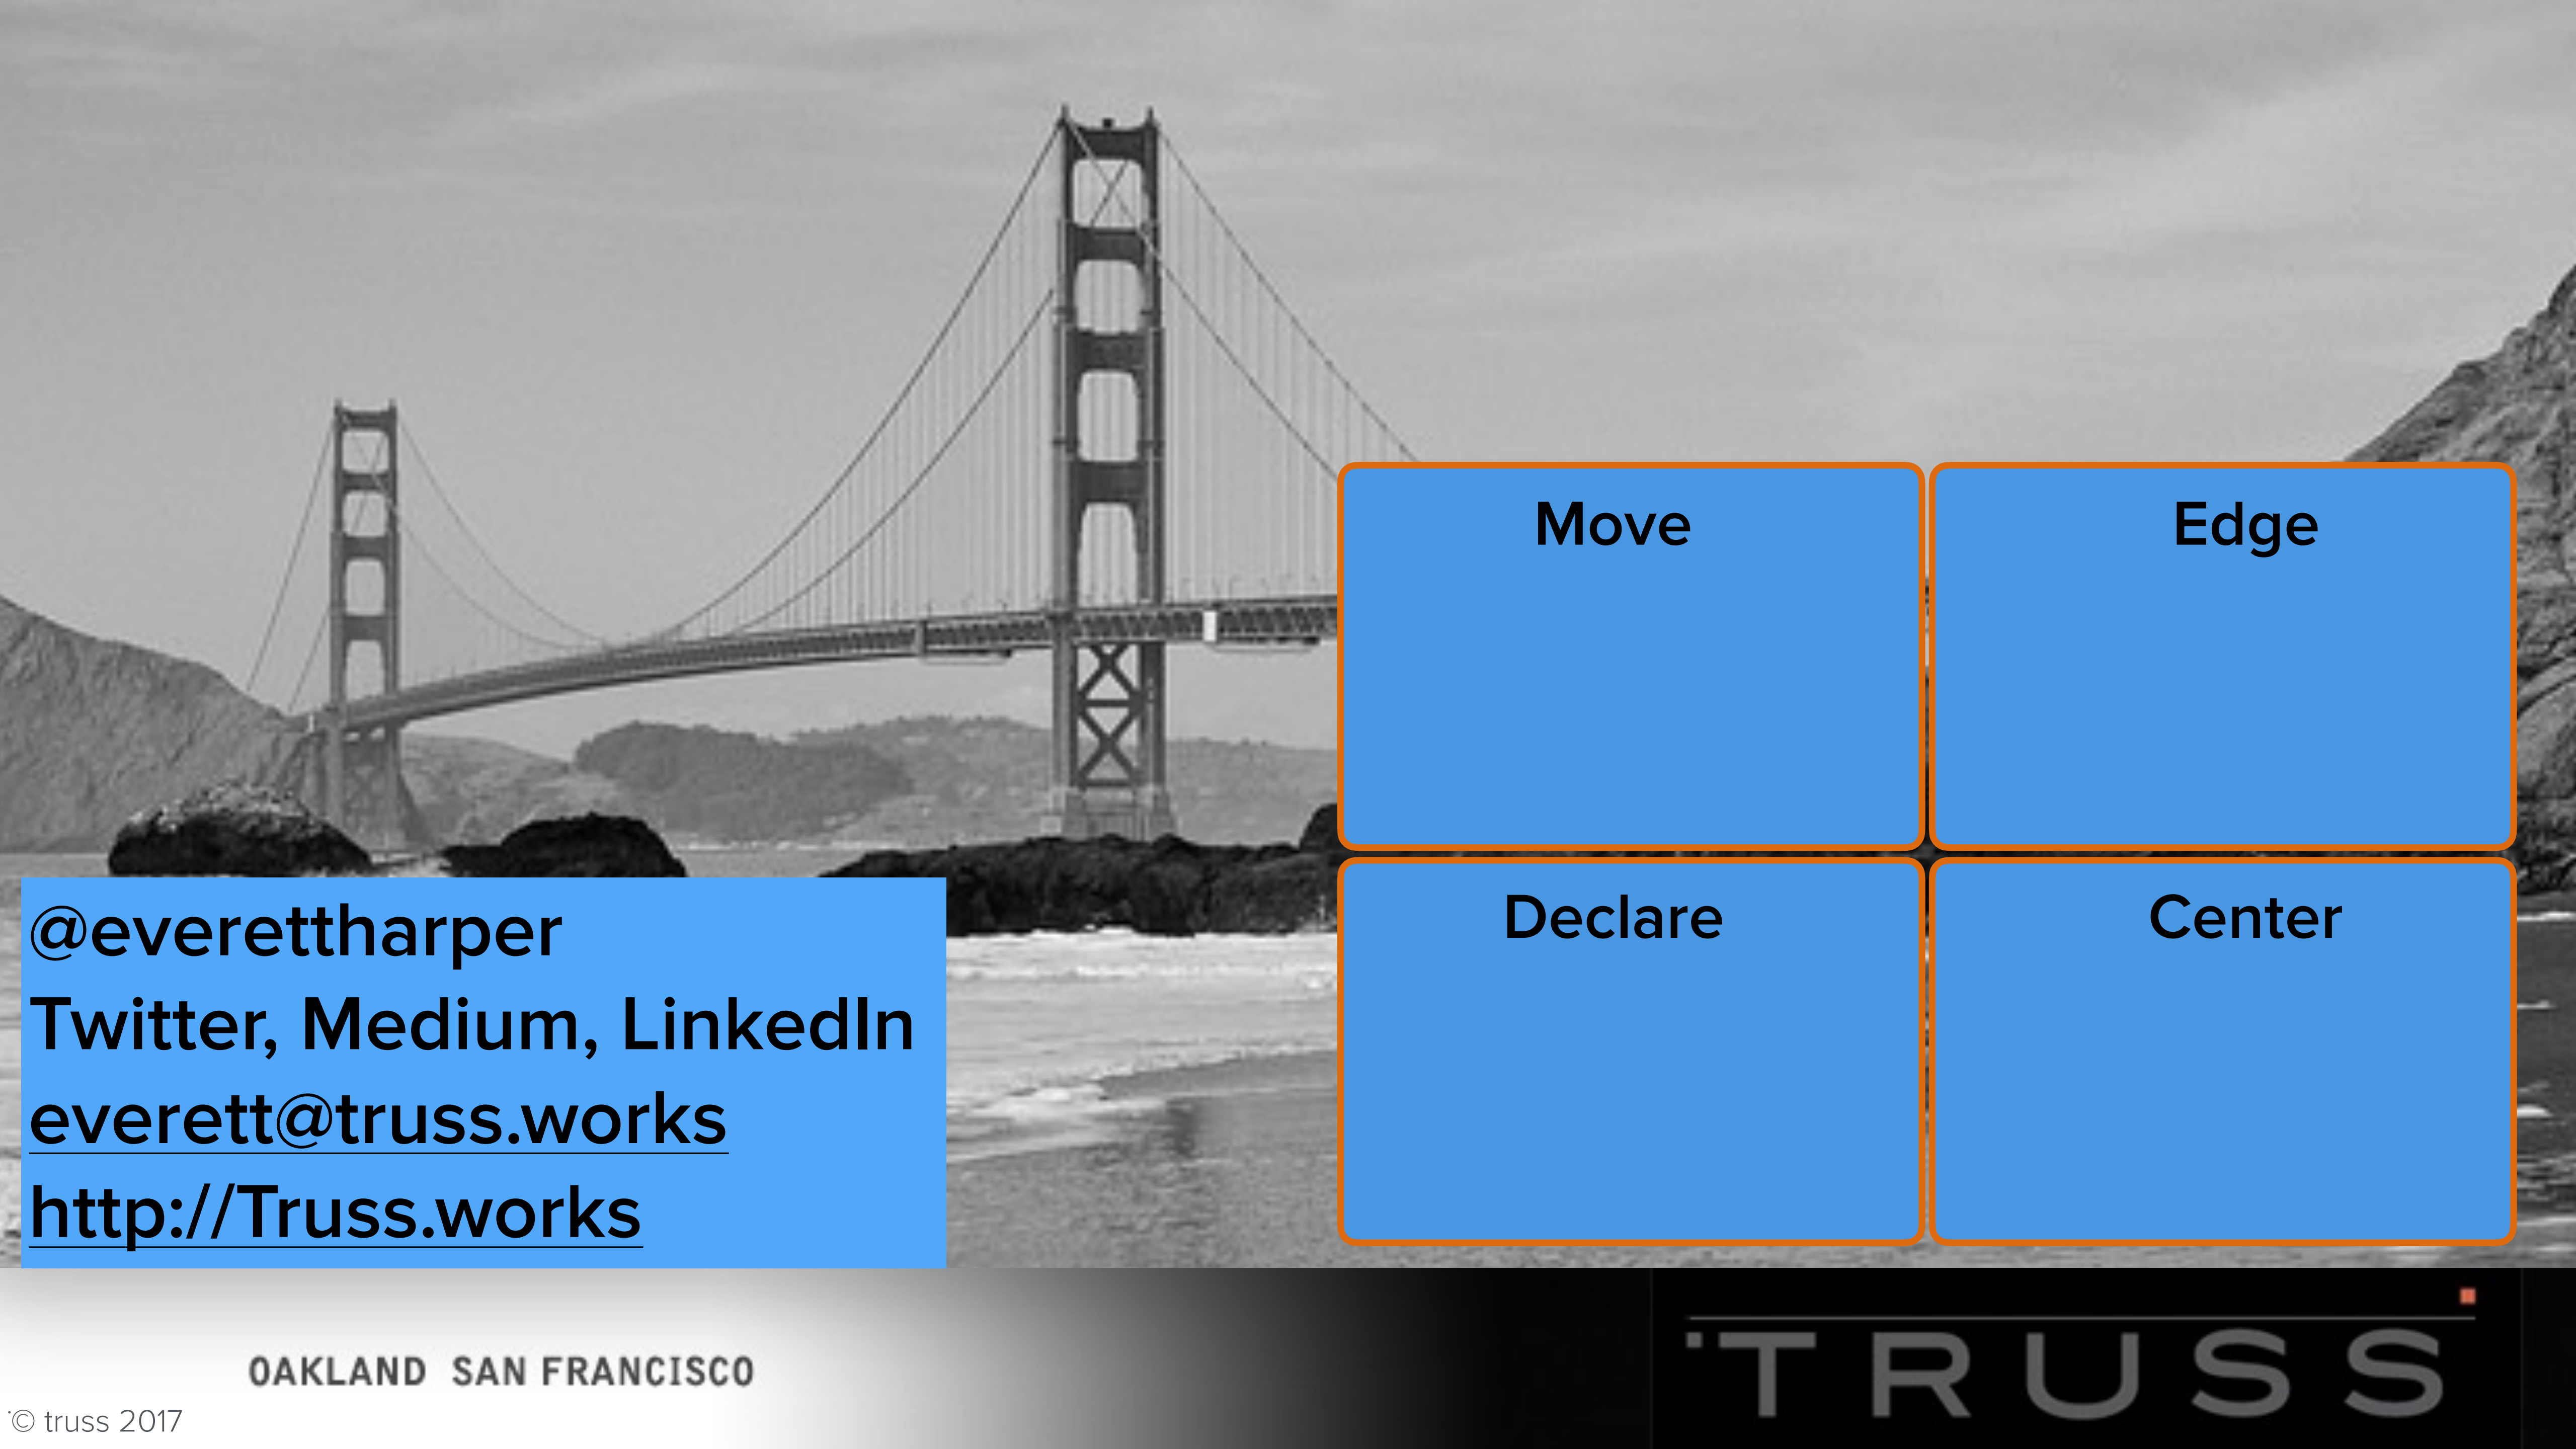 Move
Edge
Declare
Center
@everettharper
Twitter, Medium, LinkedIn
everett@truss.works
http://Truss.works
OAKLAND SAN FRANCISCO
TRUSS
© truss 2017